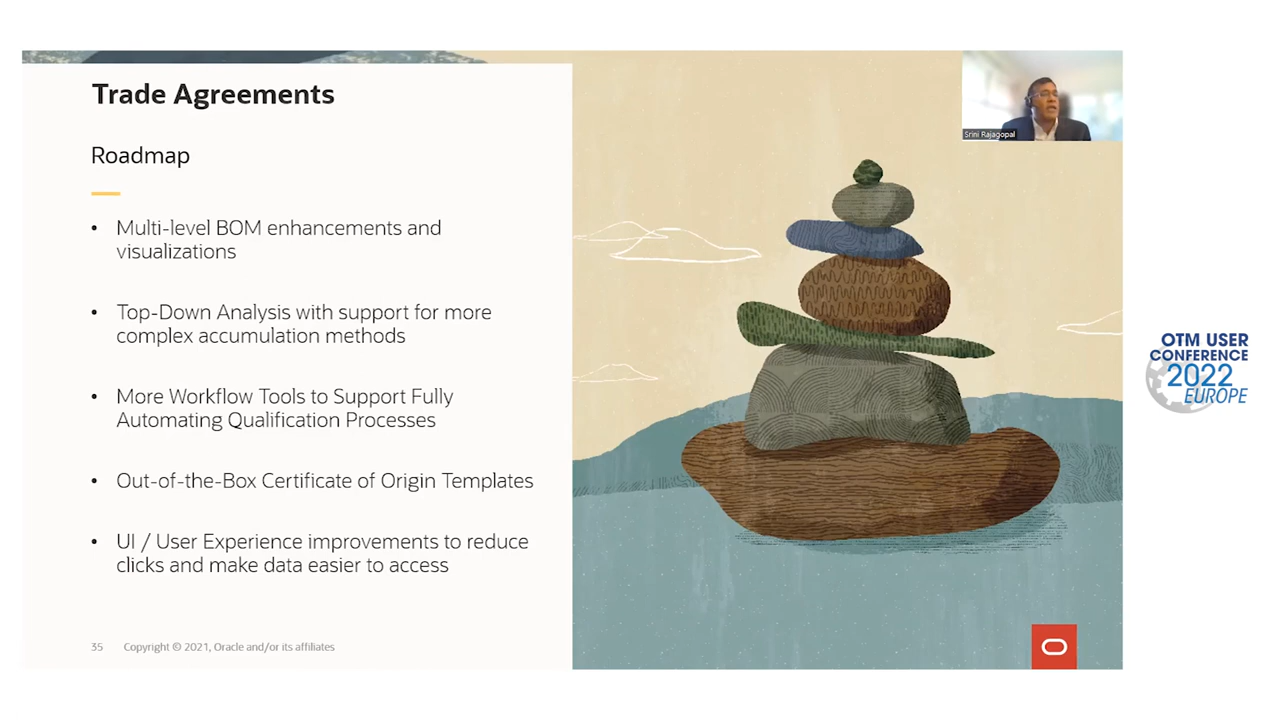 Trade Agreements
Roadmap
• Multi-level BOM enhancements and
visualizations
• Top-Down Analysis with support for more
complex accumulation methods
• More Workflow Tools to Support Fully
Automating Qualification Processes
• Out-of-the-Box Certificate of Origin Templates
• UI / User Experience improvements to reduce
clicks and make data easier to access
35 Copyright © 2021, Oracle and/or its affiliates
Srini Rajagopal
OTM USER
CONFERENCE
2022
EUROPE